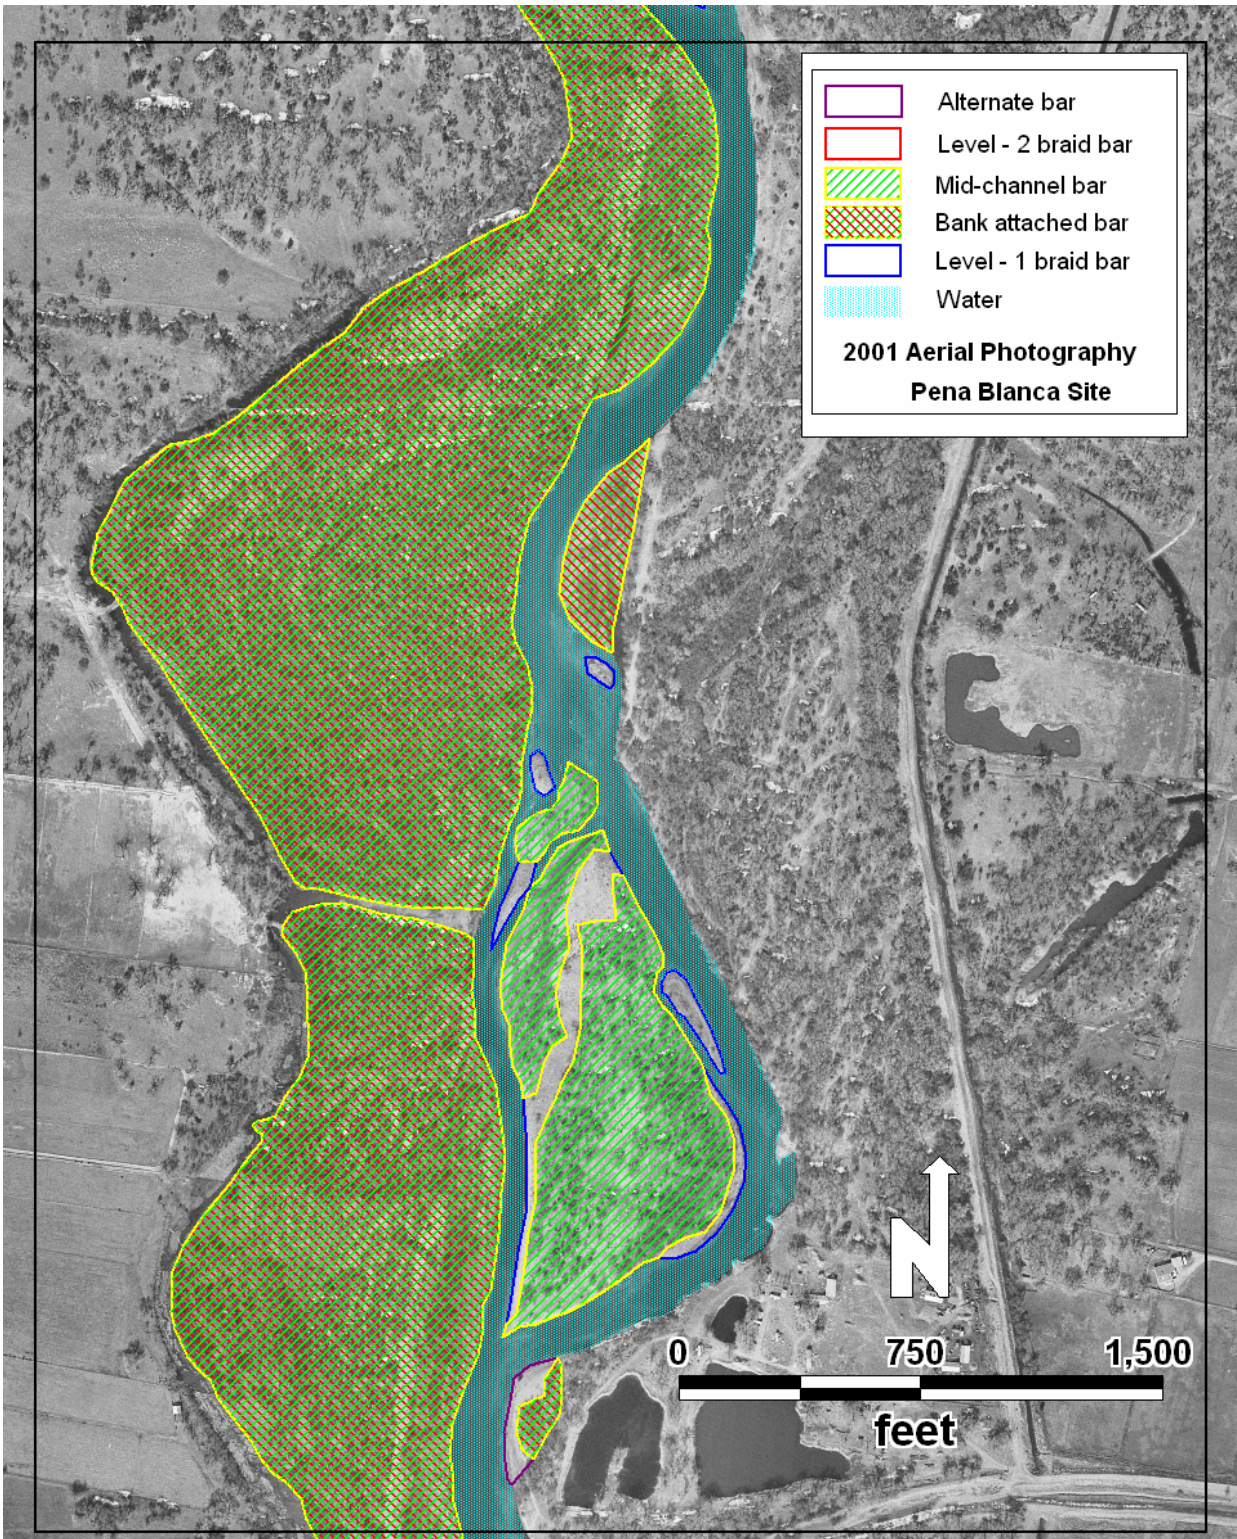 Alternate bar
Level - 2 braid bar
Mid-channel bar
Bank attached bar
Level - 1 braid bar
Water
2001 Aerial Photography
Pena Blanca Site
N
0 750 1,500
feet